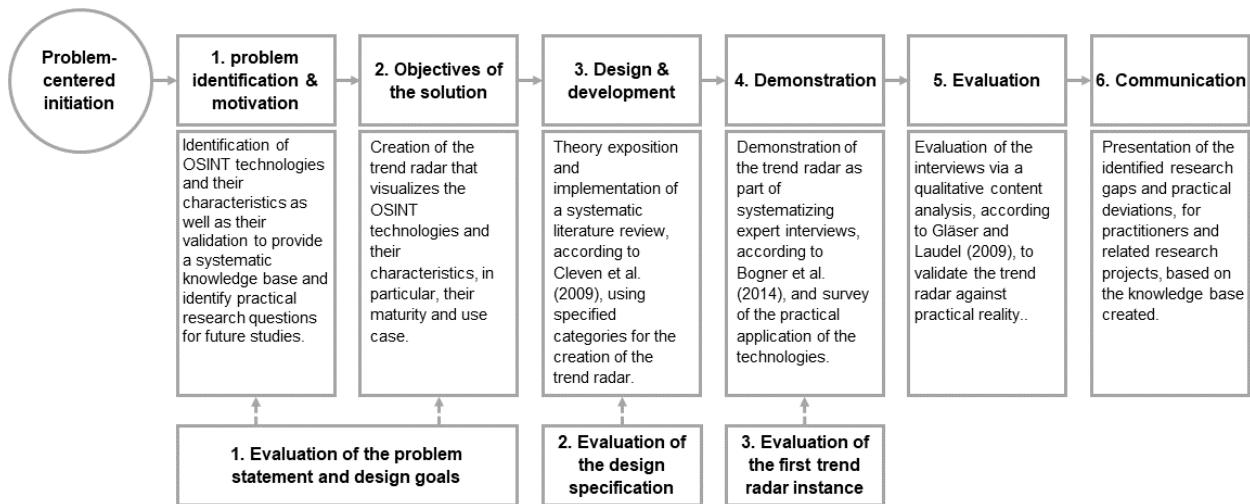 Problem-
centered
initiation
1. problem
identification &
motivation
2. Objectives of
the solution
3. Design &
development
4. Demonstration
5. Evaluation
6. Communication
Identification of
OSINT technologies
and their
characteristics as
well as their
validation to provide
a systematic
knowledge base and
identify practical
research questions
for future studies.
Creation of the
trend radar that
visualizes the
OSINT
technologies and
their
characteristics, in
particular, their
maturity and use
case.
Theory exposition
and
implementation of
a systematic
literature review,
according to
Cleven et al.
(2009), using
specified
categories for the
creation of the
trend radar.
Demonstration of
the trend radar as
part of
systematizing
expert interviews,
according to
Bogner et al.
(2014), and survey
of the practical
application of the
technologies.
Evaluation of the
interviews via a
qualitative content
analysis, according
to Gläser and
Laudel (2009), to
validate the trend
radar against
practical reality..
Presentation of the
identified research
gaps and practical
deviations, for
practitioners and
related research
projects, based on
the knowledge base
created.
1. Evaluation of the problem
statement and design goals
2. Evaluation of
the design
specification
3. Evaluation of
the first trend
radar instance